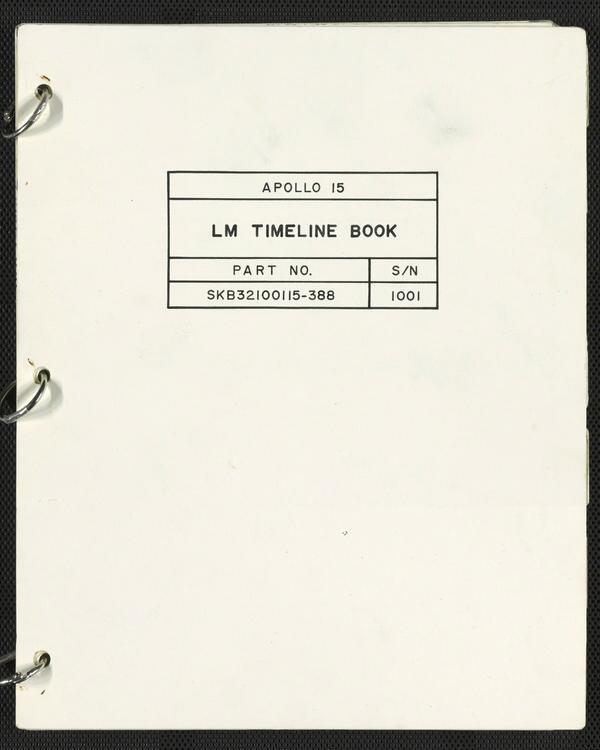 APOLLO 15
LM TIMELINE BOOK
PART NO. S/N
SKB32100115-388 1001